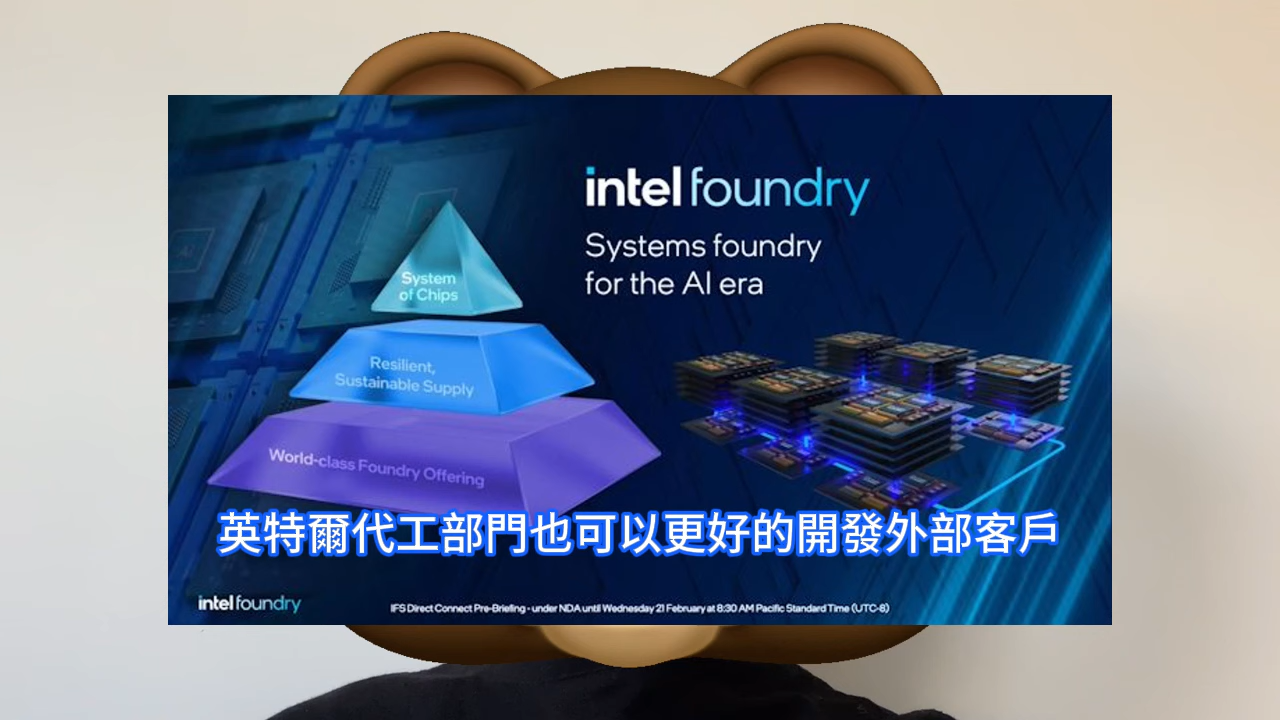 intel foundry
Systems foundry
for the AI era
System
of Chips
Resilient,
Sustainable Supply
World-class Foundry Offering
英特爾代工部門也可以更好的開發外部客戶
intel foundry
IFS Direct Connect Pre-Briefing - under NDA until Wednesday 21 February at 8:30 AM Pacific Standard Time (UTC-8)